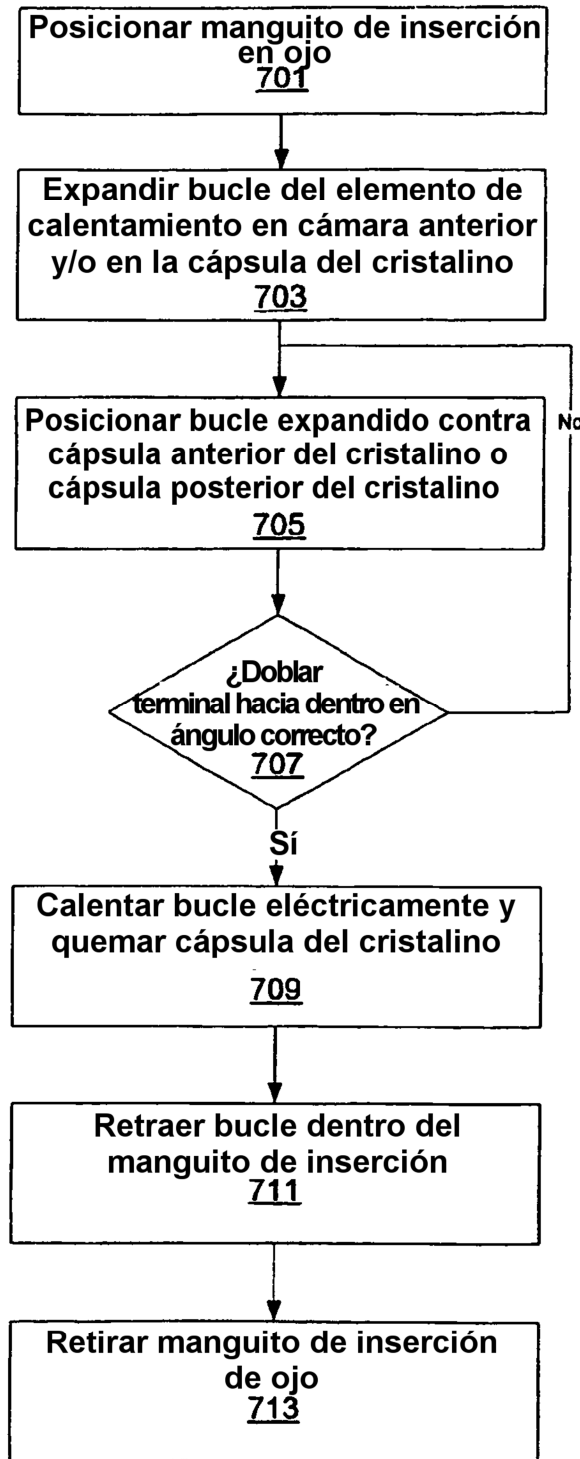 Posicionar manguito de inserción
en ojo
701
Expandir bucle del elemento de
calentamiento en cámara anterior
y/o en la cápsula del cristalino
703
Posicionar bucle expandido contra
cápsula anterior del cristalino o
cápsula posterior del cristalino
705
No
¿Doblar
terminal hacia dentro en
ángulo correcto?
707
Sí
Calentar bucle eléctricamente y
quemar cápsula del cristalino
709
Retraer bucle dentro del
manguito de inserción
711
Retirar manguito de inserción
de ojo
713